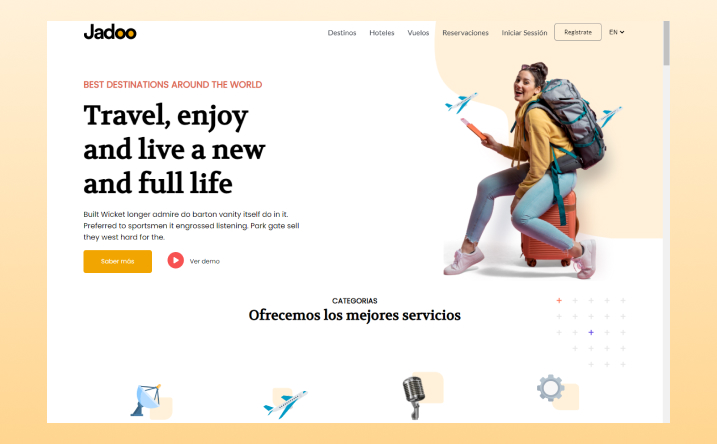 Jadoo
Destinos Hoteles Vuelos Reservaciones Iniciar Sesión Regístrate EN
BEST DESTINATIONS AROUND THE WORLD
Travel, enjoy
and live a new
and full life
Built Wicket longer admire do barton vanity itself do in it.
Preferred to sportsmen it engrossed listening. Park gate sell
they west hard for the.
Saber más Ver demo
CATEGORIAS
Ofrecemos los mejores servicios